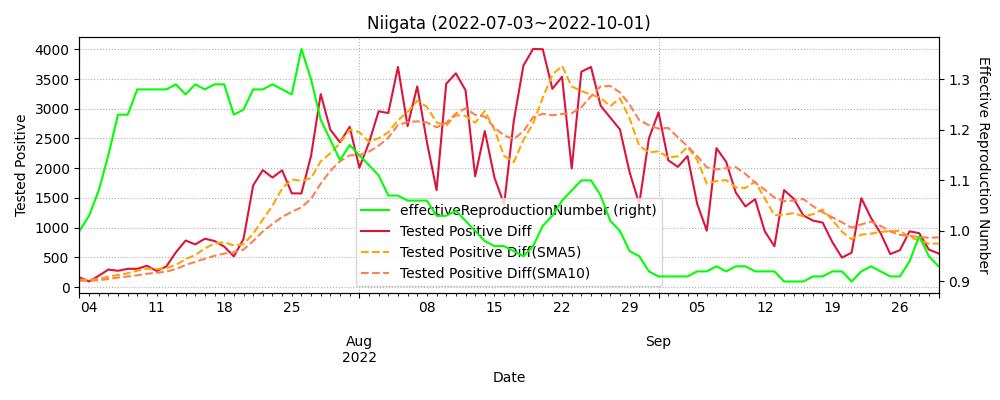 Niigata (2022-07-03~2022-10-01)
Tested Positive
4000
3500
3000
2500
2000
1500
1000
500
0
effectiveReproductionNumber (right)
Tested Positive Diff
Tested Positive Diff(SMA5)
Tested Positive Diff(SMA10)
1.3
1.2
1.1
1.0
0.9
Effective Reproduction Number
04 11 18 25 08 15 22 29 05 12 19 26
Aug Sep
2022
Date